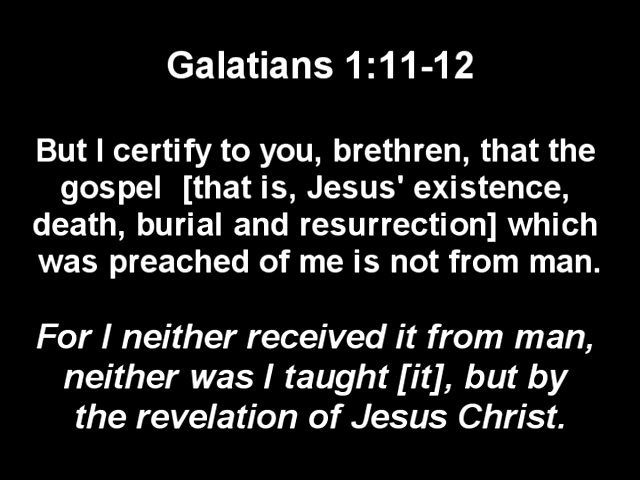 Galatians 1:11-12
But I certify to you, brethren, that the
gospel  [that is, Jesus' existence,
death, burial and resurrection] which
was preached of me is not from man.
For I neither received it from man,
neither was I taught [it], but by
the revelation of Jesus Christ.